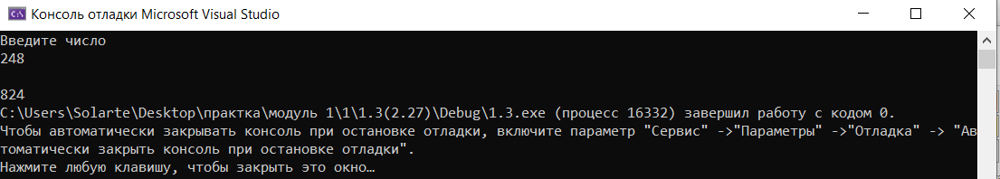 Консоль отладки Microsoft Visual Studio
Введите число
248
824
C:\Users\Solarte\Desktop\практка\модуль 1\1\1.3(2.27)\Debug\1.3.exe (процесс 16332) завершил работу с кодом 0.
Чтобы автоматически закрывать консоль при остановке отладки, включите параметр "Сервис" ->"Параметры" ->"Отладка" -> "Ав
томатически закрыть консоль при остановке отладки".
Нажмите любую клавишу, чтобы закрыть это окно…